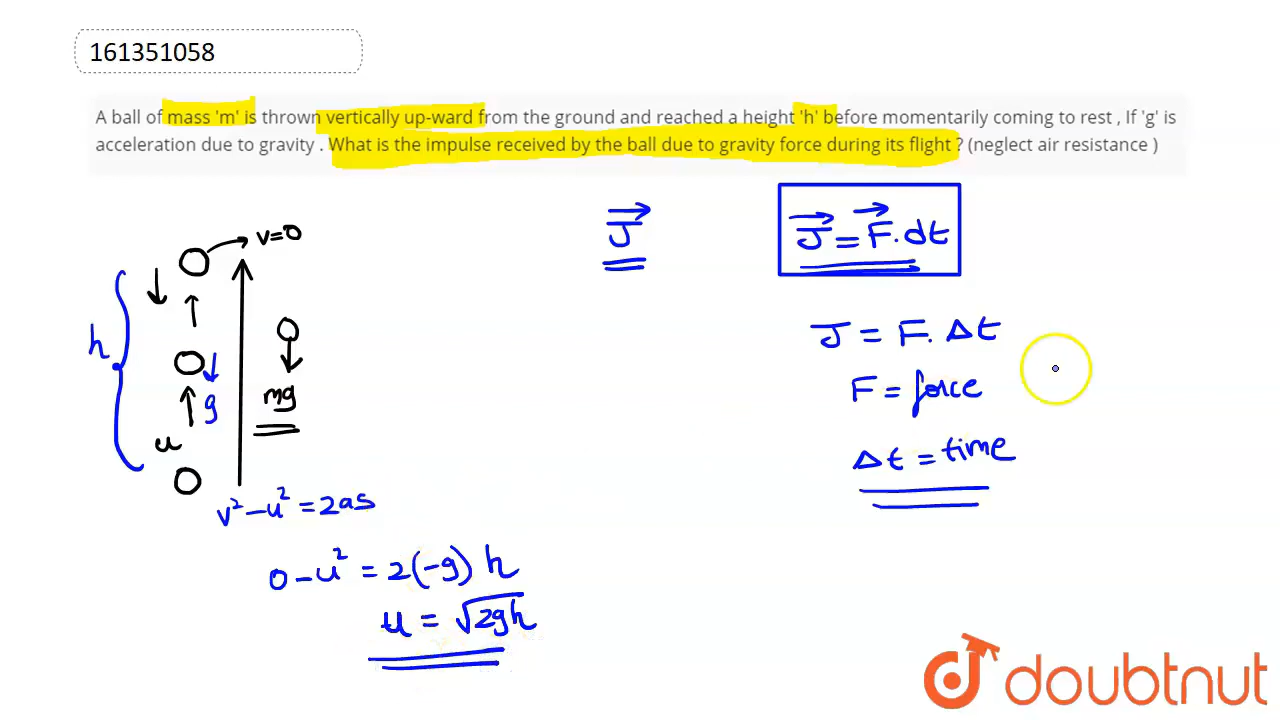 161351058
A ball of mass 'm' is thrown vertically up-ward from the ground and reached a height 'h' before momentarily coming to rest , If 'g' is
acceleration due to gravity . What is the impulse received by the ball due to gravity force during its flight ? (neglect air resistance )
J
J = F. dt
v=0
h
g
u
mg
J = F. Δt
F = force
Δt = time
v² - u² = 2as
0 - u² = 2(-g) h
u = √2gh
doubtnut